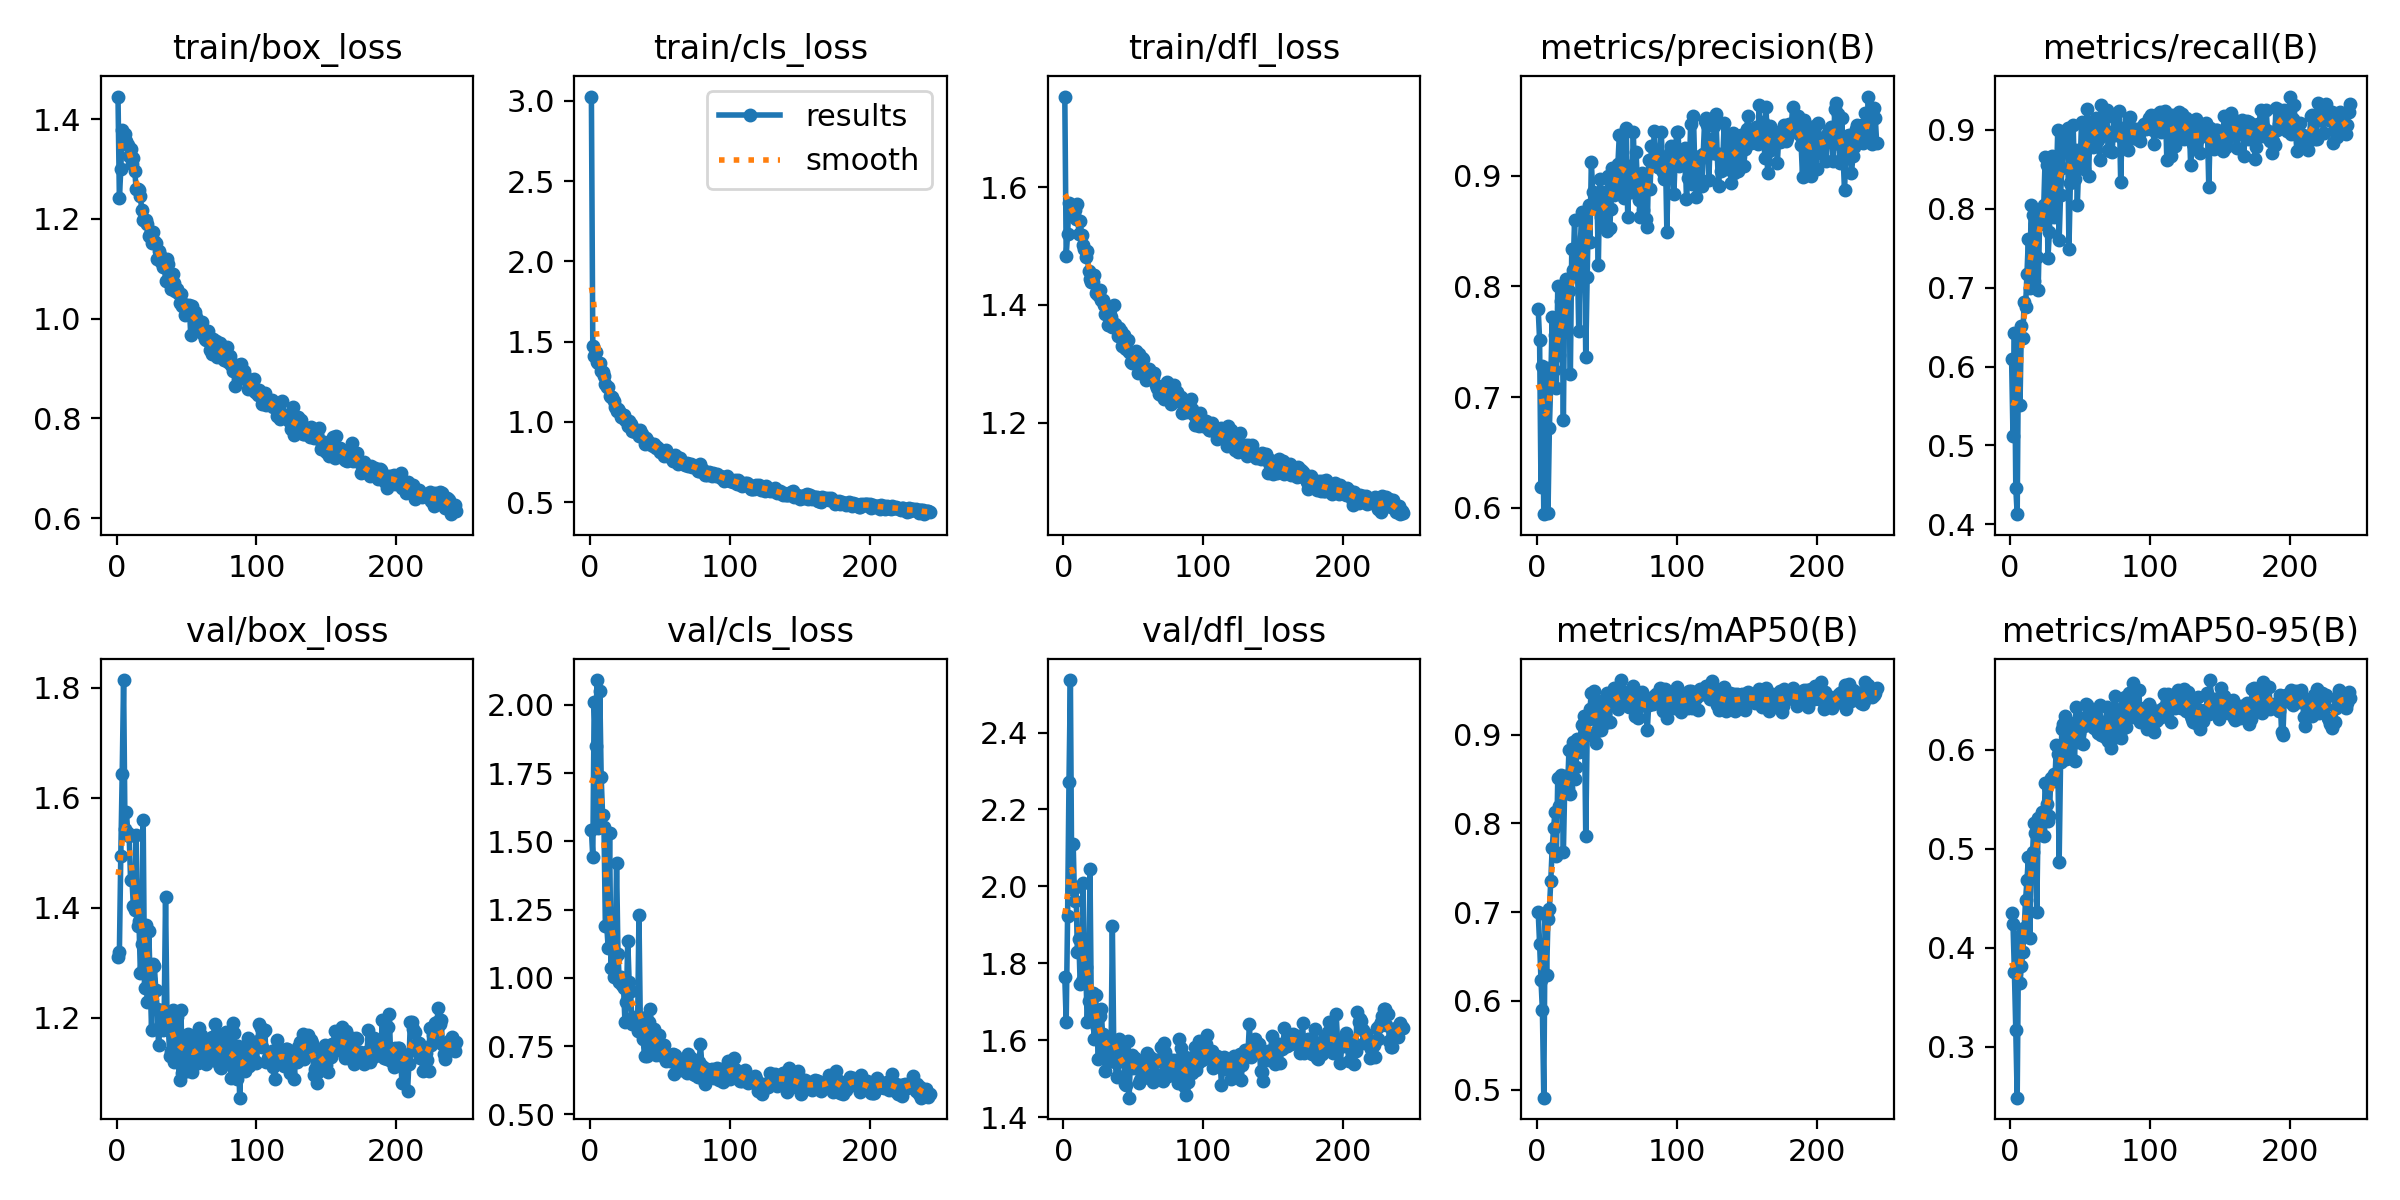 train/box_loss
1.4
1.2
1.0
0.8
0.6
0 100 200
train/cls_loss
results
smooth
3.0
2.5
2.0
1.5
1.0
0.5
0 100 200
train/dfl_loss
1.6
1.4
1.2
0 100 200
metrics/precision(B)
0.9
0.8
0.7
0.6
0 100 200
metrics/recall(B)
0.9
0.8
0.7
0.6
0.5
0.4
0 100 200
val/box_loss
1.8
1.6
1.4
1.2
0 100 200
val/cls_loss
2.00
1.75
1.50
1.25
1.00
0.75
0.50
0 100 200
val/dfl_loss
2.4
2.2
2.0
1.8
1.6
1.4
0 100 200
metrics/mAP50(B)
0.9
0.8
0.7
0.6
0.5
0 100 200
metrics/mAP50-95(B)
0.6
0.5
0.4
0.3
0 100 200